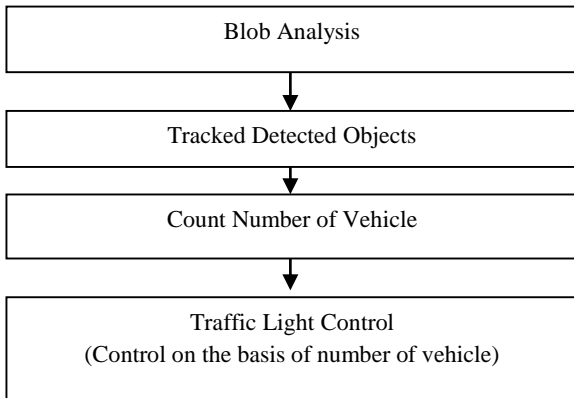 Blob Analysis
Tracked Detected Objects
Count Number of Vehicle
Traffic Light Control
(Control on the basis of number of vehicle)